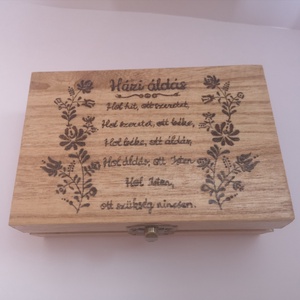 Házi áldás
Hol hit, ott szeretet,
Hol szeretet, ott béke,
Hol béke, ott áldás,
Hol áldás, ott Isten
Hol Isten,
ott szükség nincsen.